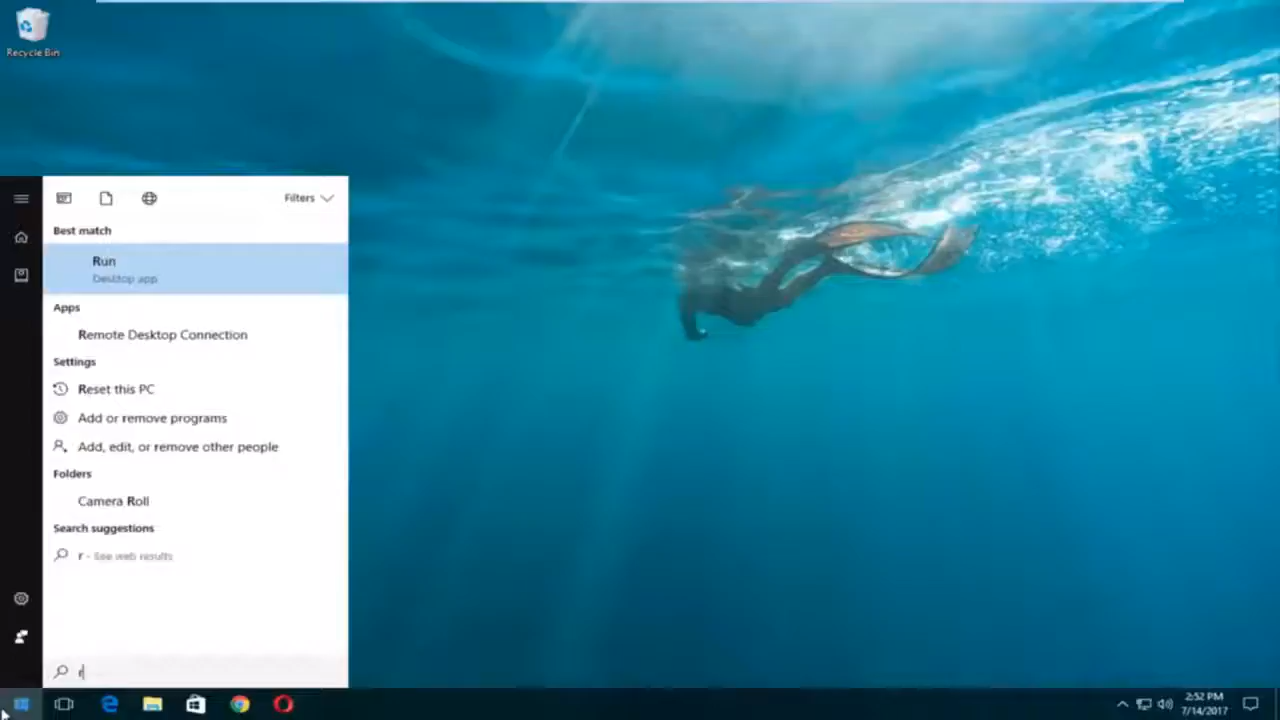 Recycle Bin
Filters
Best match
Run
Desktop app
Apps
Remote Desktop Connection
Settings
Reset this PC
Add or remove programs
Add, edit, or remove other people
Folders
Camera Roll
Search suggestions
r - See web results
r
2:52 PM
7/14/2017